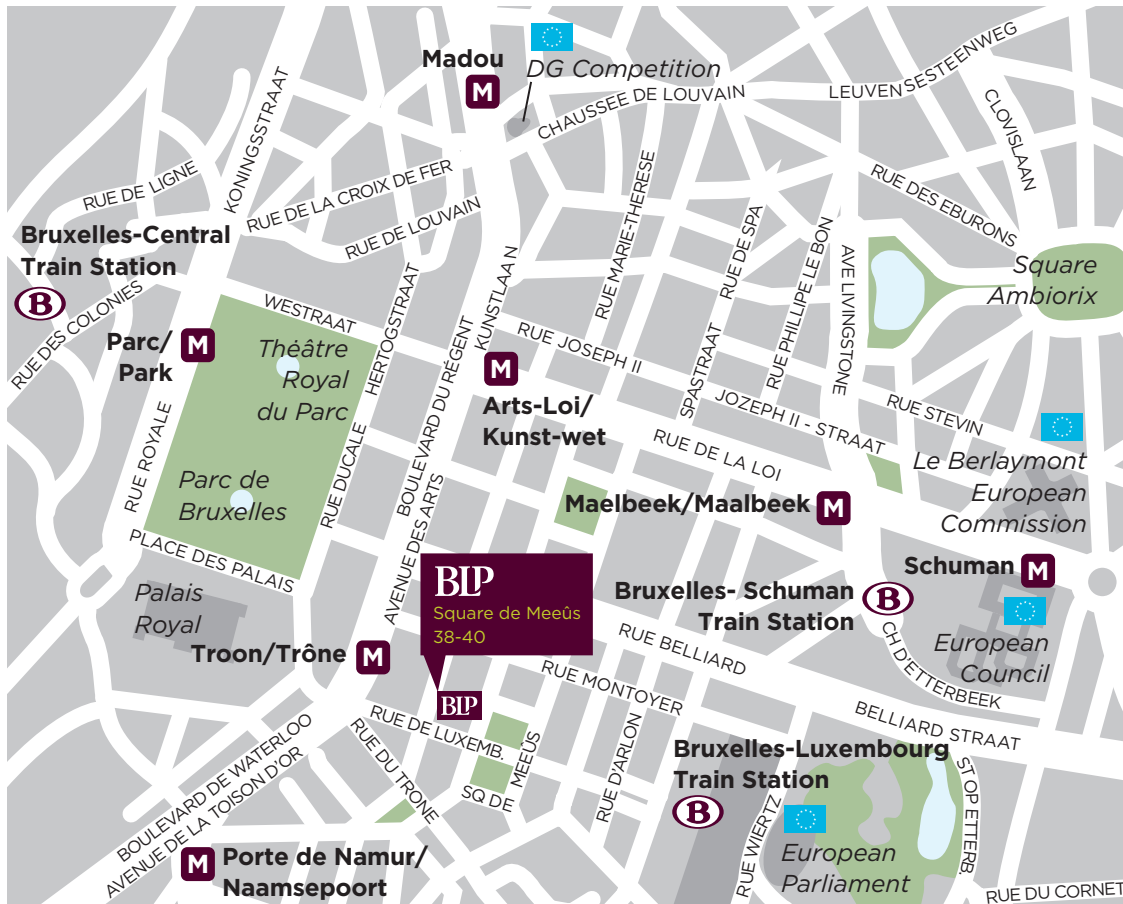 Madou
M
DG Competition
CHAUSSEE DE LOUVAIN
LEUVENSESTEENWEG
CLOVISLAAN
KONINGSSTRAAT
RUE DE LIGNE
RUE DE LA CROIX DE FER
RUE DE LOUVAIN
RUE DES EBURONS
Bruxelles-Central
Train Station
B
RUE DES COLONIES
WESTRAAT
HERTOGSTRAAT
KUNSTLAAN
RUE MARIE-THERESE
RUE DE SPA
RUE PHILLIPE LE BON
AVE LIVINGSTONE
Square
Ambiorix
Parc/
Park
M
Théâtre
Royal
du Parc
RUE JOSEPH II
M
Arts-Loi/
Kunst-wet
SPASTRAAT
JOZEPH II - STRAAT
RUE STEVIN
RUE ROYALE
Parc de
Bruxelles
RUE DUCALE
BOULEVARD DU RÉGENT
AVENUE DES ARTS
RUE DE LA LOI
Le Berlaymont
European
Commission
Maelbeek/Maalbeek
M
PLACE DES PALAIS
Palais
Royal
BLP
Square de Meeûs
38-40
Bruxelles- Schuman
Train Station
B
Schuman
M
European
Council
CH D'ETTERBEEK
Troon/Trône
M
BLP
RUE BELLIARD
RUE MONTOYER
BELLIARD STRAAT
RUE DE LUXEMB.
RUE DU TRONE
SQ DE
MEEÛS
RUE D'ARLON
Bruxelles-Luxembourg
Train Station
B
RUE WIERTZ
European
Parliament
ST OP ETTERB.
BOULEVARD DE WATERLOO
AVENUE DE LA TOISON D'OR
M
Porte de Namur/
Naamsepoort
RUE DU CORNET